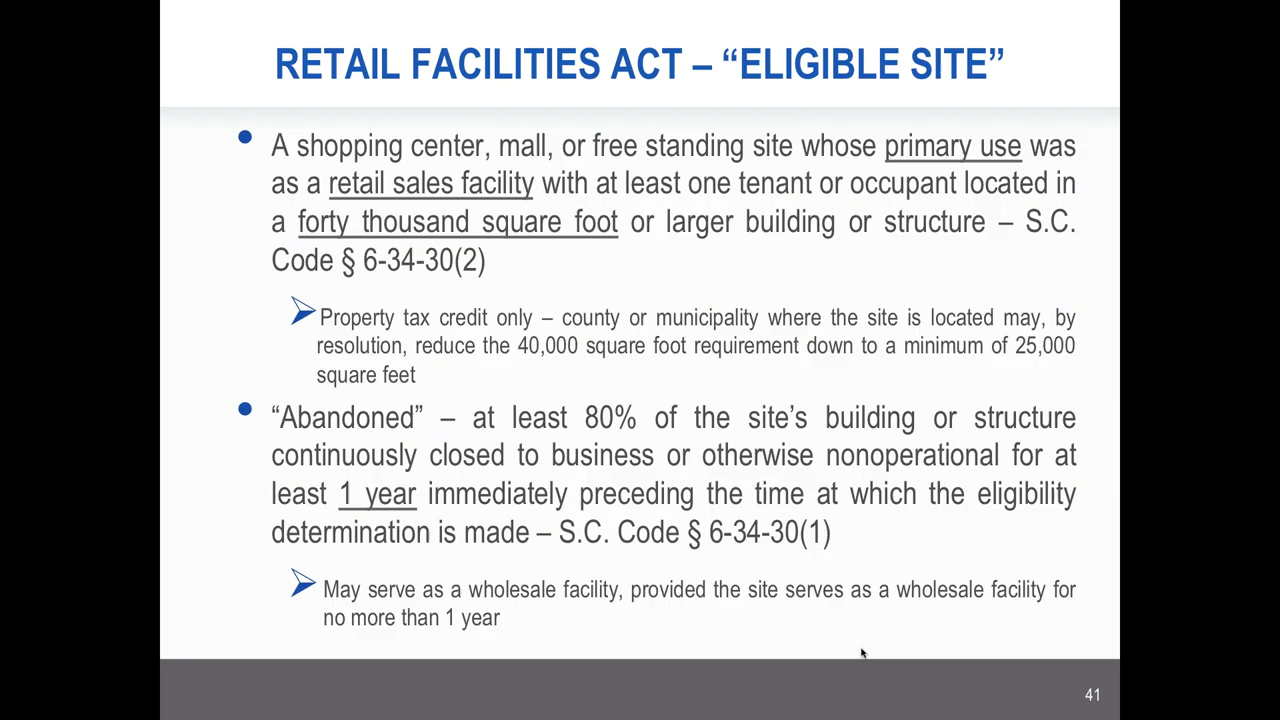 RETAIL FACILITIES ACT – “ELIGIBLE SITE”
A shopping center, mall, or free standing site whose primary use was
as a retail sales facility with at least one tenant or occupant located in
a forty thousand square foot or larger building or structure – S.C.
Code § 6-34-30(2)
Property tax credit only – county or municipality where the site is located may, by
resolution, reduce the 40,000 square foot requirement down to a minimum of 25,000
square feet
“Abandoned” – at least 80% of the site’s building or structure
continuously closed to business or otherwise nonoperational for at
least 1 year immediately preceding the time at which the eligibility
determination is made – S.C. Code § 6-34-30(1)
May serve as a wholesale facility, provided the site serves as a wholesale facility for
no more than 1 year
41